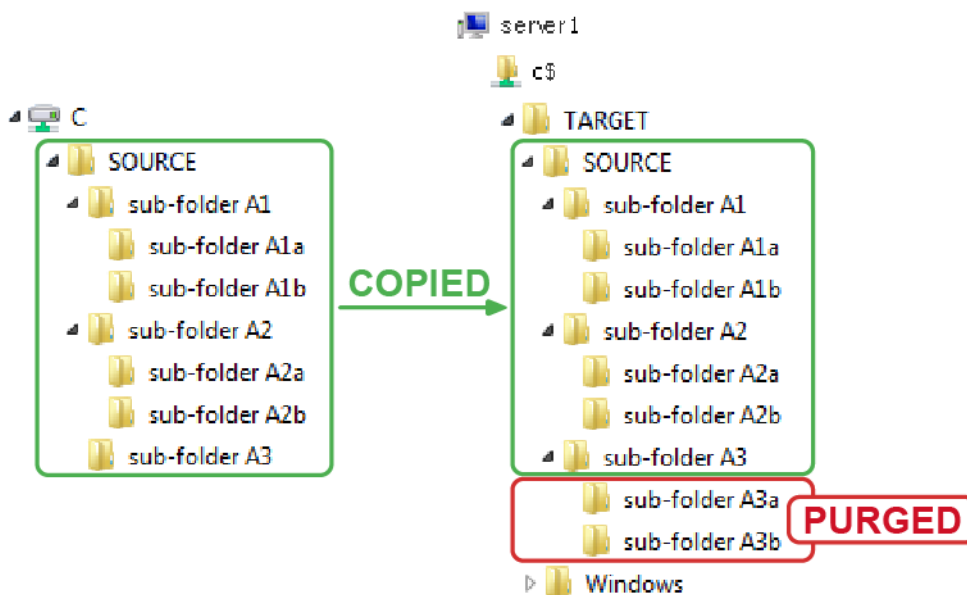 server1
c$
C
SOURCE
sub-folder A1
sub-folder A1a
sub-folder A1b
sub-folder A2
sub-folder A2a
sub-folder A2b
sub-folder A3
COPIED
TARGET
SOURCE
sub-folder A1
sub-folder A1a
sub-folder A1b
sub-folder A2
sub-folder A2a
sub-folder A2b
sub-folder A3
sub-folder A3a
sub-folder A3b
PURGED
Windows